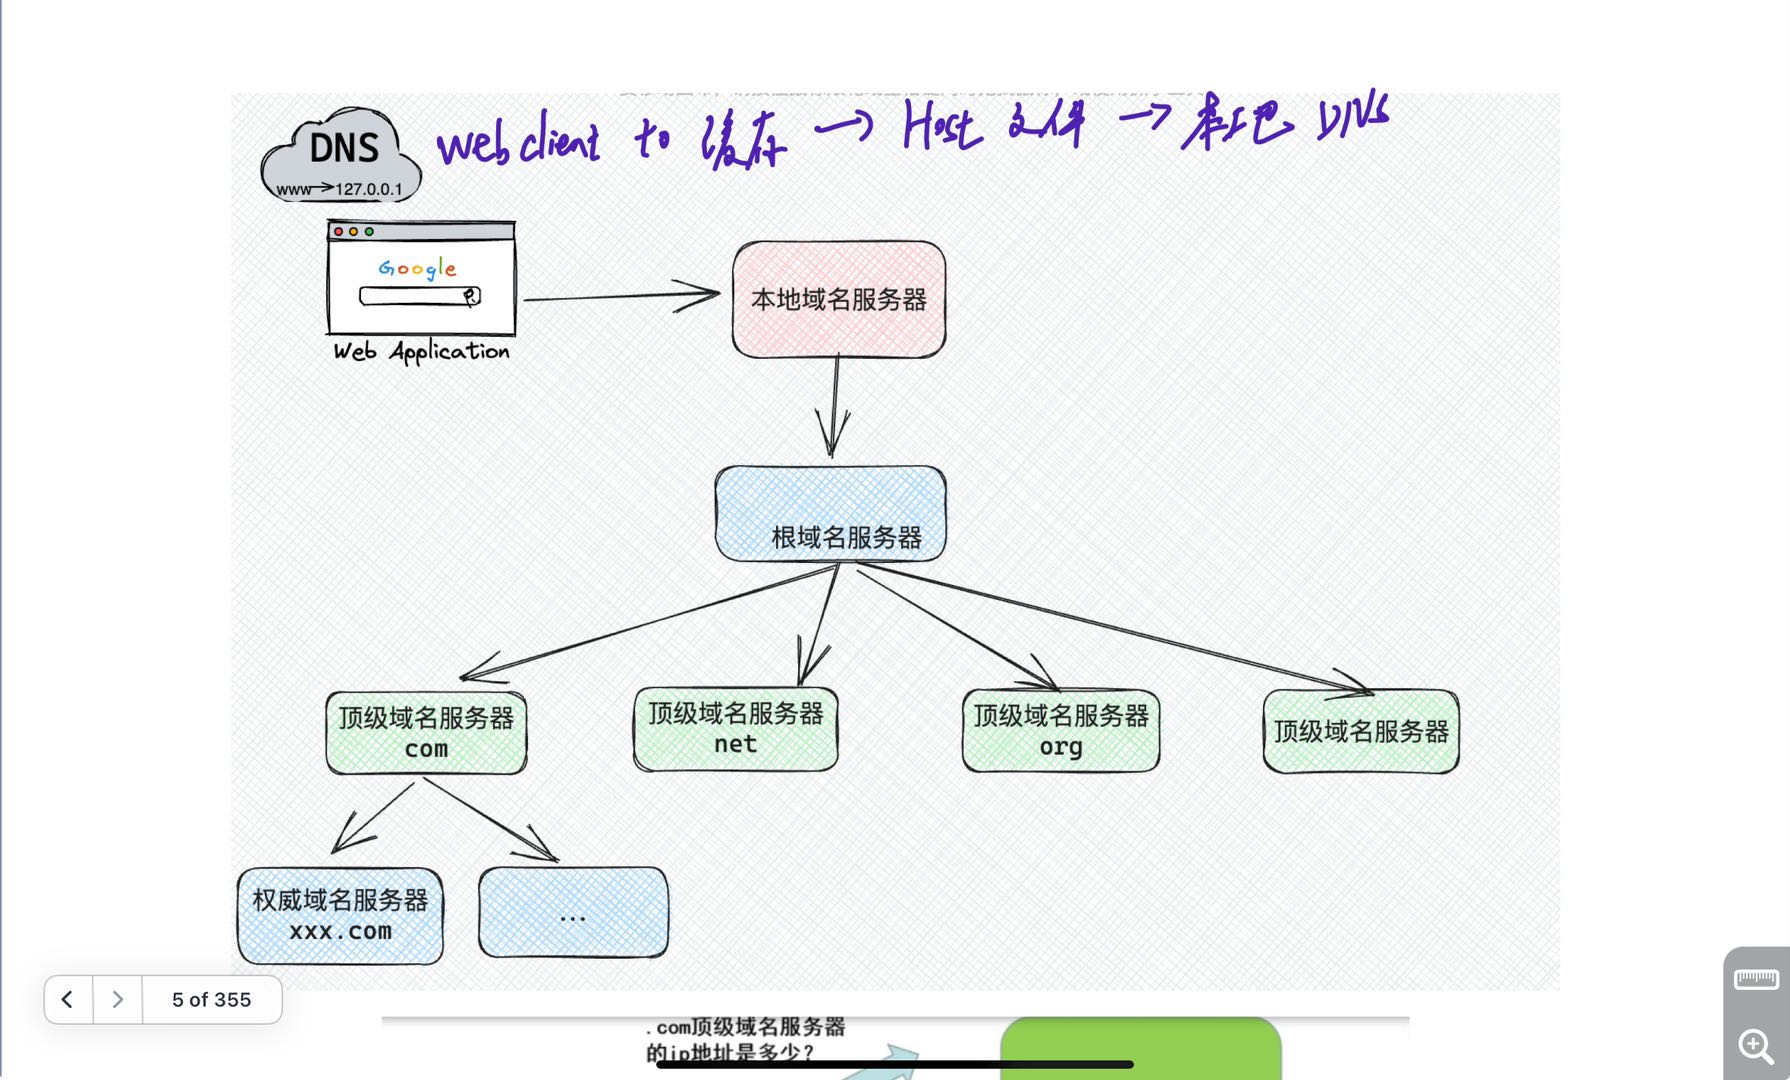 DNS
www→127.0.0.1
web client to 缓存 → Host 文件 → 本地 DNS
Google
Web Application
本地域名服务器
根域名服务器
顶级域名服务器
com
顶级域名服务器
net
顶级域名服务器
org
顶级域名服务器
权威域名服务器
xxx.com
...
5 of 355
.com顶级域名服务器
的ip地址是多少?